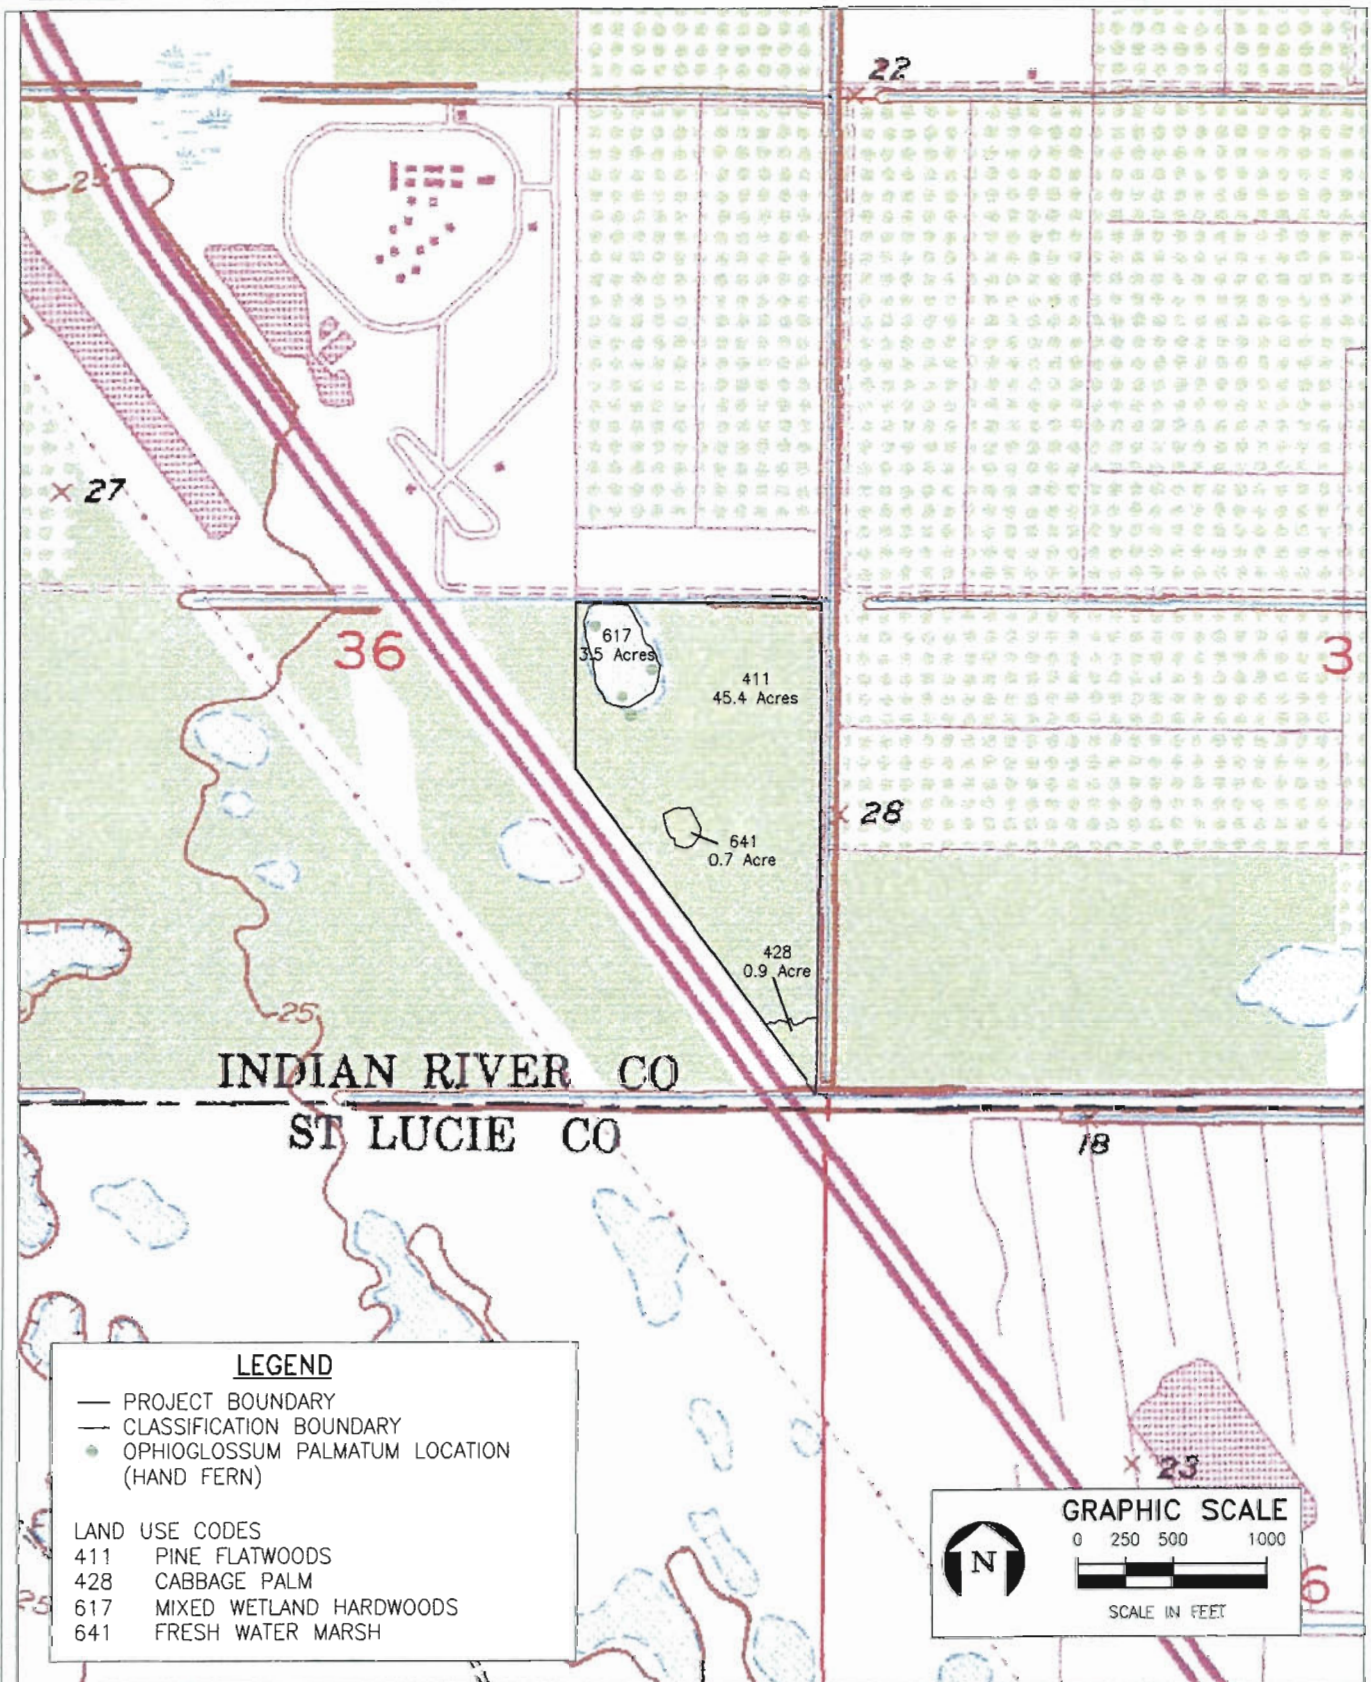 22
25
27
36
617
3.5 Acres
411
45.4 Acres
3
28
641
0.7 Acre
428
0.9 Acre
25
INDIAN RIVER CO
ST LUCIE CO
18
LEGEND
PROJECT BOUNDARY
CLASSIFICATION BOUNDARY
OPHIOGLOSSUM PALMATUM LOCATION
(HAND FERN)
LAND USE CODES
411 PINE FLATWOODS
428 CABBAGE PALM
617 MIXED WETLAND HARDWOODS
641 FRESH WATER MARSH
25
23
GRAPHIC SCALE
0 250 500 1000
N
SCALE IN FEET
6